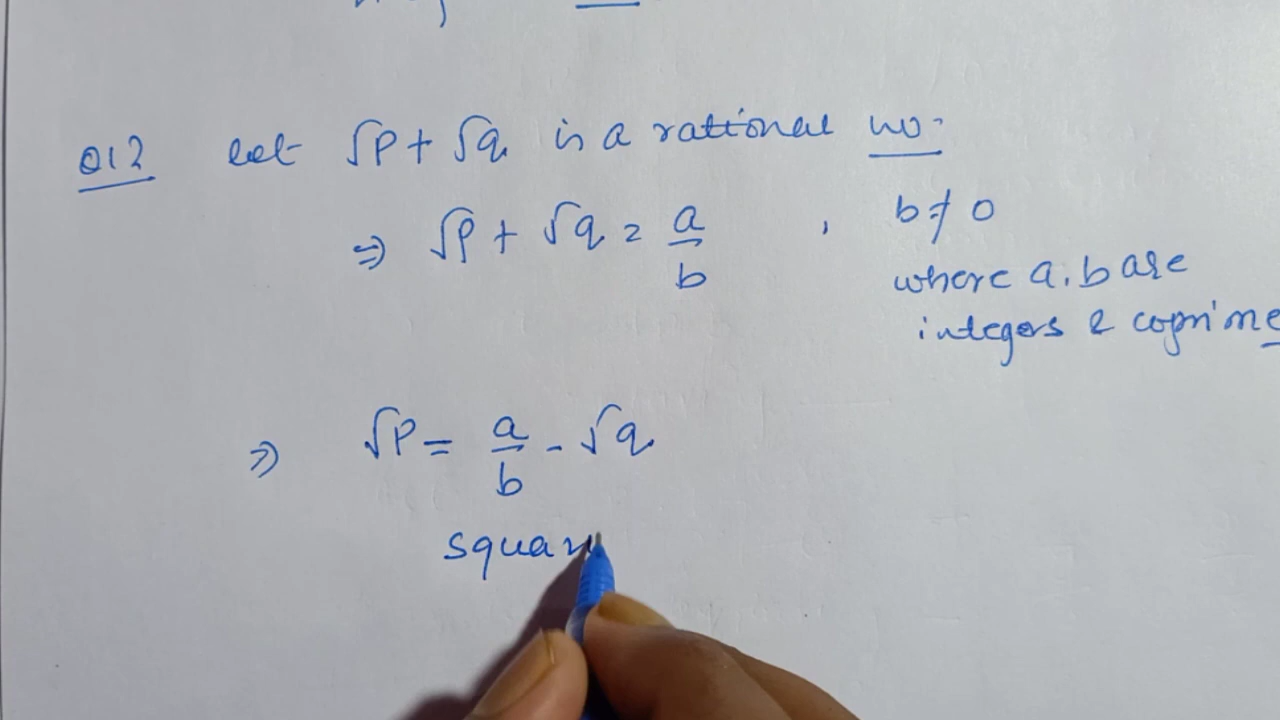 Q12 let √p + √q is a rational no.
⇒ √p + √q = a/b , b ≠ 0
where a, b are
integers & coprime
⇒ √p = a/b - √q
squar